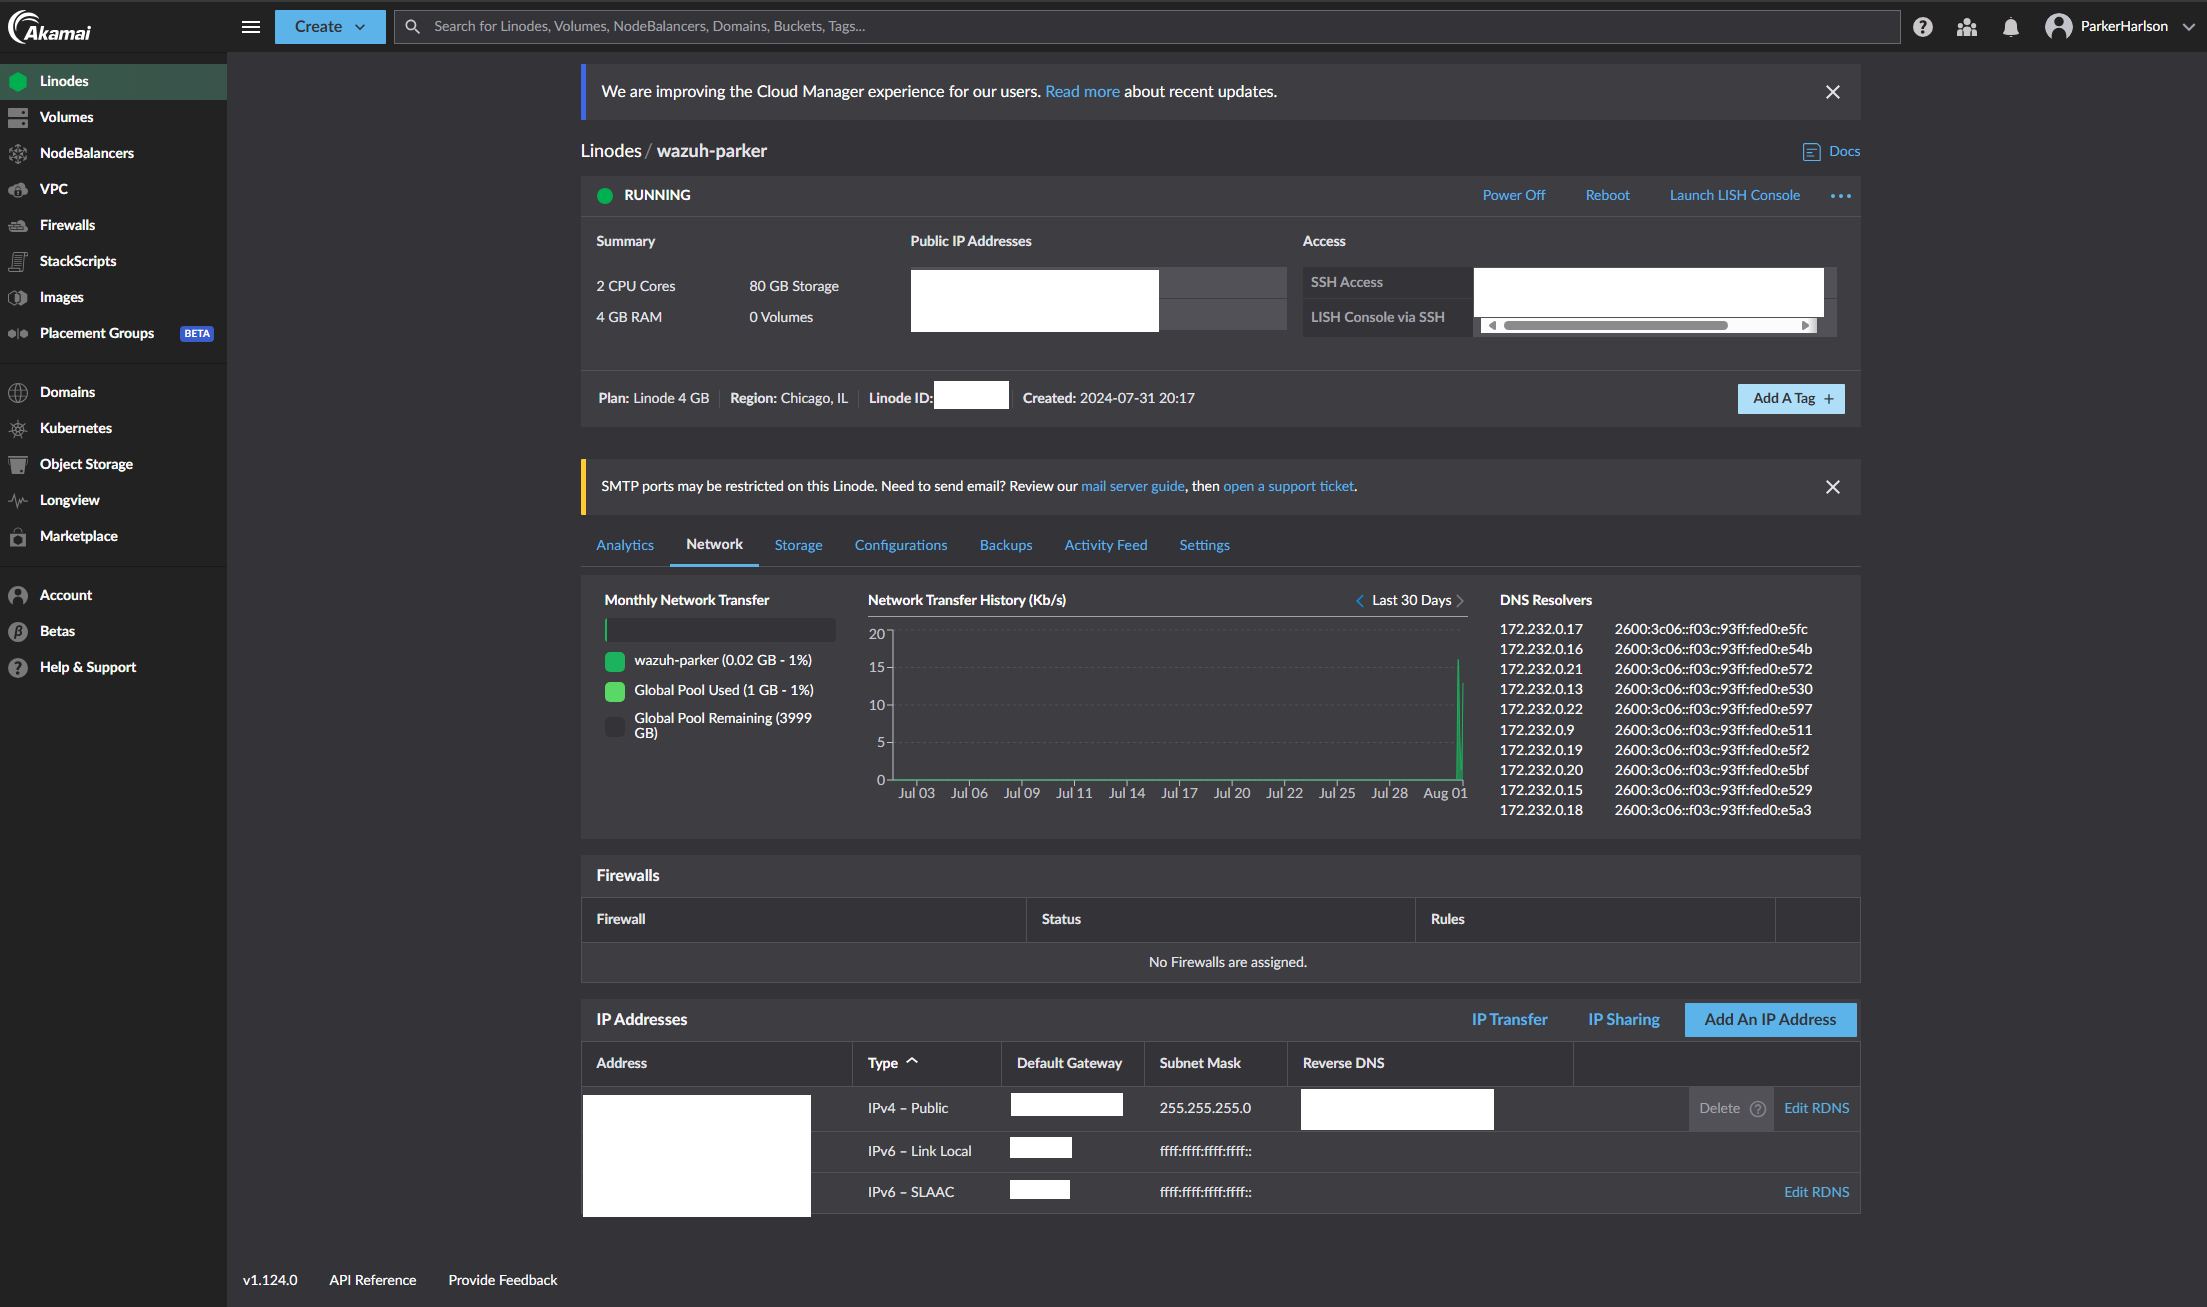 Akamai
Create
Search for Linodes, Volumes, NodeBalancers, Domains, Buckets, Tags...
ParkerHarlson
Linodes
Volumes
NodeBalancers
VPC
Firewalls
StackScripts
Images
Placement Groups BETA
Domains
Kubernetes
Object Storage
Longview
Marketplace
Account
Betas
Help & Support
We are improving the Cloud Manager experience for our users. Read more about recent updates.
Linodes / wazuh-parker
Docs
RUNNING
Power Off Reboot Launch LISH Console
Summary Public IP Addresses Access
2 CPU Cores 80 GB Storage
4 GB RAM 0 Volumes
SSH Access
LISH Console via SSH
Plan: Linode 4 GB Region: Chicago, IL Linode ID: Created: 2024-07-31 20:17
Add A Tag +
SMTP ports may be restricted on this Linode. Need to send email? Review our mail server guide, then open a support ticket.
Analytics Network Storage Configurations Backups Activity Feed Settings
Monthly Network Transfer
wazuh-parker (0.02 GB - 1%)
Global Pool Used (1 GB - 1%)
Global Pool Remaining (3999
GB)
Network Transfer History (Kb/s)
Last 30 Days
20
15
10
5
0
Jul 03 Jul 06 Jul 09 Jul 11 Jul 14 Jul 17 Jul 20 Jul 22 Jul 25 Jul 28 Aug 01
DNS Resolvers
172.232.0.17 2600:3c06::f03c:93ff:fed0:e5fc
172.232.0.16 2600:3c06::f03c:93ff:fed0:e54b
172.232.0.21 2600:3c06::f03c:93ff:fed0:e572
172.232.0.13 2600:3c06::f03c:93ff:fed0:e530
172.232.0.22 2600:3c06::f03c:93ff:fed0:e597
172.232.0.9 2600:3c06::f03c:93ff:fed0:e511
172.232.0.19 2600:3c06::f03c:93ff:fed0:e5f2
172.232.0.20 2600:3c06::f03c:93ff:fed0:e5bf
172.232.0.15 2600:3c06::f03c:93ff:fed0:e529
172.232.0.18 2600:3c06::f03c:93ff:fed0:e5a3
Firewalls
Firewall Status Rules
No Firewalls are assigned.
IP Addresses
IP Transfer IP Sharing Add An IP Address
Address Type Default Gateway Subnet Mask Reverse DNS
IPv4 – Public 255.255.255.0 Delete Edit RDNS
IPv6 – Link Local ffff:ffff:ffff:ffff::
IPv6 – SLAAC ffff:ffff:ffff:ffff:: Edit RDNS
v1.124.0 API Reference Provide Feedback